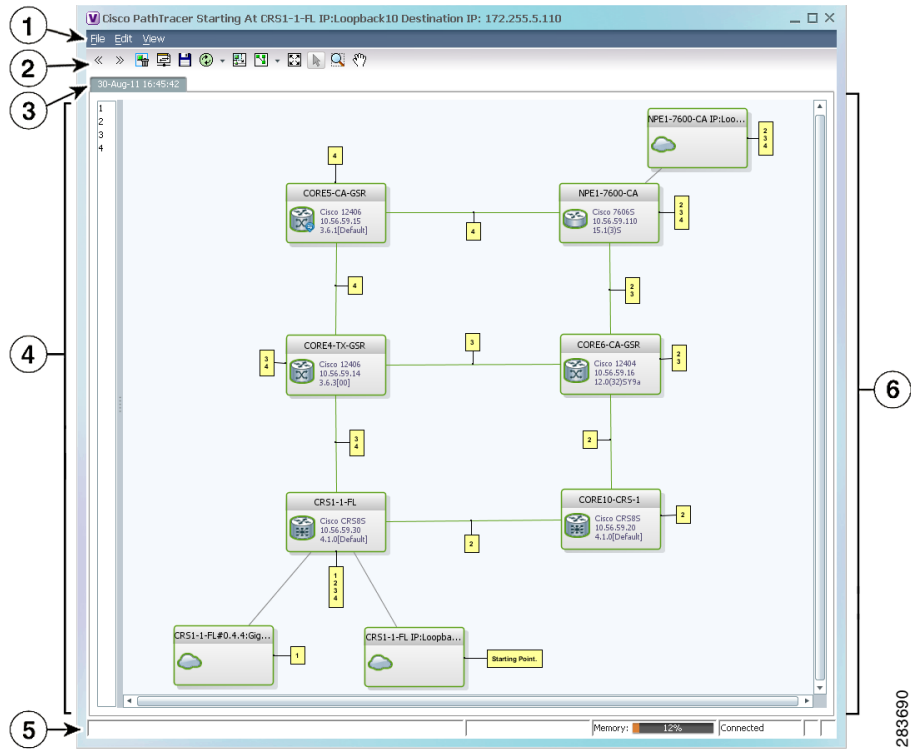 Cisco PathTracer Starting At CRS1-1-FL IP:Loopback10 Destination IP: 172.255.5.110
1
File Edit View
2
3
30-Aug-11 16:45:42
1
2
3
4
NPE1-7600-CA IP:Loo...
2
3
4
4
CORE5-CA-GSR
Cisco 12406
10.56.59.15
3.6.1[Default]
4
NPE1-7600-CA
Cisco 7606S
10.56.59.110
15.1(3)S
2
3
4
4
2
3
4
CORE4-TX-GSR
Cisco 12406
10.56.59.14
3.6.3[00]
3
4
3
CORE6-CA-GSR
Cisco 12404
10.56.59.16
12.0(32)SY9a
2
3
6
3
4
2
CRS1-1-FL
Cisco CRS8S
10.56.59.30
4.1.0[Default]
2
CORE10-CRS-1
Cisco CRS8S
10.56.59.20
4.1.0[Default]
2
1
2
3
4
CRS1-1-FL#0.4.4:Gig...
1
CRS1-1-FL IP:Loopba...
Starting Point.
5
Memory: 12% Connected
283690